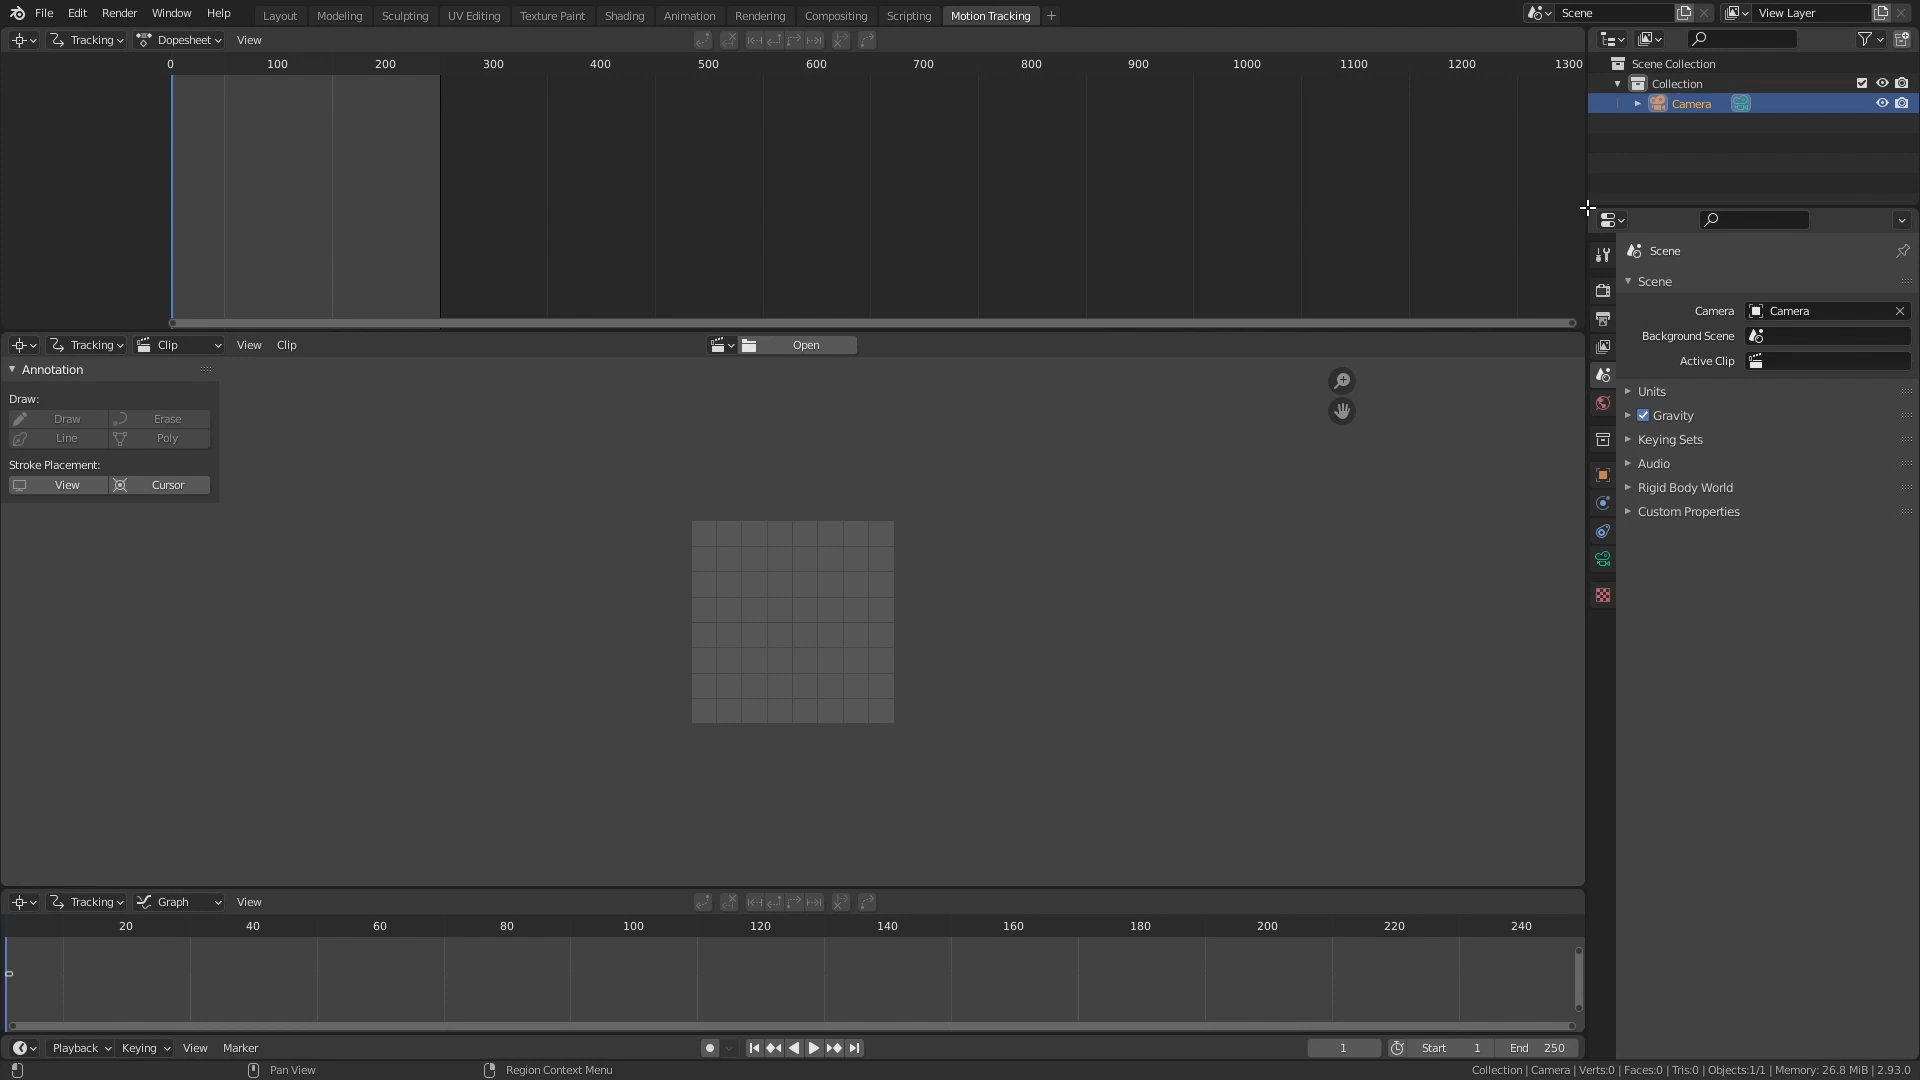 File Edit Render Window Help Layout Modeling Sculpting UV Editing Texture Paint Shading Animation Rendering Compositing Scripting Motion Tracking + Scene View Layer
Tracking Dopesheet View
0 100 200 300 400 500 600 700 800 900 1000 1100 1200 1300
Scene Collection
Collection
Camera
Scene
Scene
Camera Camera
Background Scene
Active Clip
Units
Gravity
Keying Sets
Audio
Rigid Body World
Custom Properties
Tracking Clip View Clip Open
Annotation
Draw:
Draw Erase
Line Poly
Stroke Placement:
View Cursor
Tracking Graph View
20 40 60 80 100 120 140 160 180 200 220 240
0
Playback Keying View Marker 1 Start 1 End 250
Pan View Region Context Menu Collection | Camera | Verts:0 | Faces:0 | Tris:0 | Objects:1/1 | Memory: 26.8 MiB | 2.93.0